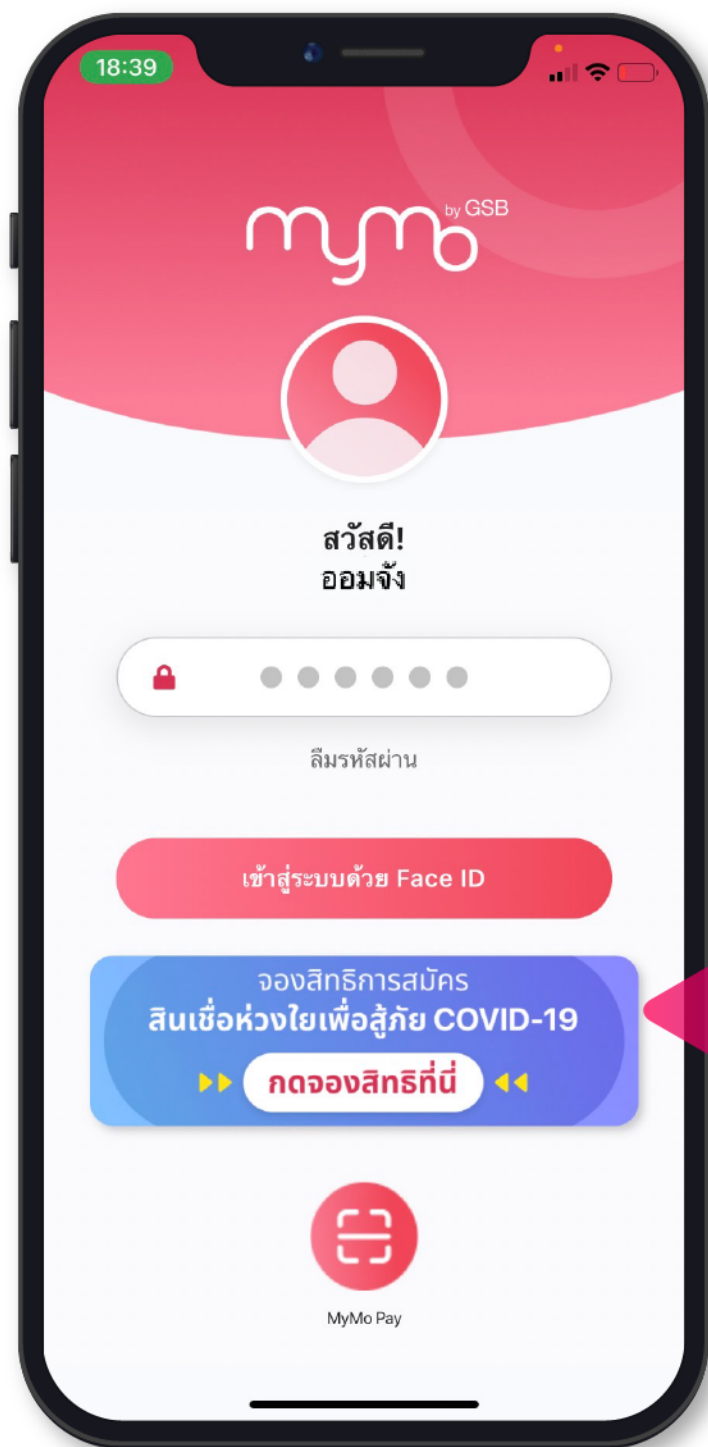 18:39
mymo by GSB
สวัสดี!
ออมจัง
ลืมรหัสผ่าน
เข้าสู่ระบบด้วย Face ID
จองสิทธิการสมัคร
สินเชื่อห่วงใยเพื่อสู้ภัย COVID-19
กดจองสิทธิที่นี่
MyMo Pay